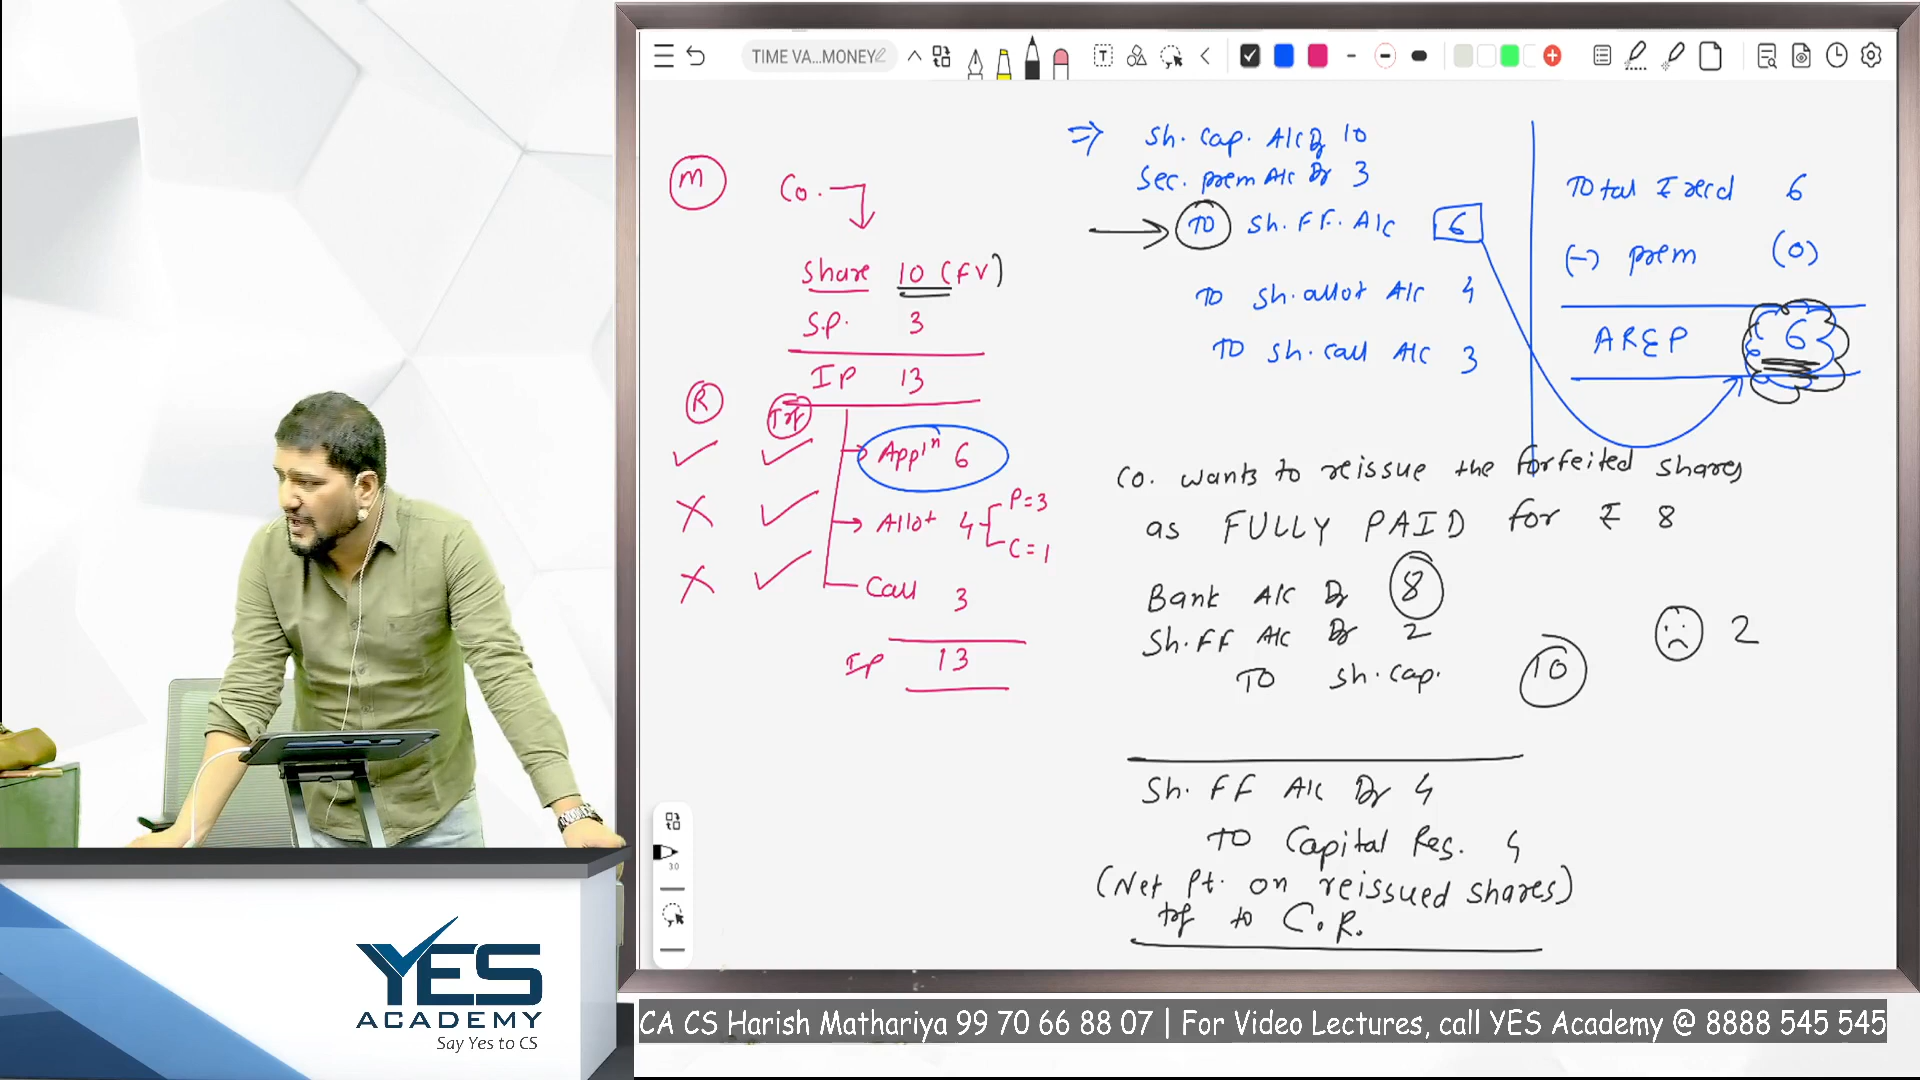 TIME VA...MONEY
M
Co.
Share 10 (FV)
S.P. 3
IP 13
R Trf
Appln 6
Allot 4
P=3
C=1
Call 3
IP 13
⇒ Sh. Cap. A/c Dr 10
Sec. prem A/c Dr 3
TO Sh. FF. A/c 6
TO Sh. allot A/c 4
TO Sh. call A/c 3
Total ₹ recd 6
(-) prem (0)
AREP 6
Co. wants to reissue the forfeited shares
as FULLY PAID for ₹ 8
Bank A/c Dr 8
Sh. FF A/c Dr 2
TO Sh. cap. 10
2
Sh. FF A/c Dr 4
TO Capital Res. 4
(Net Pt. on reissued shares)
trf to C.R.
30
YES
ACADEMY
Say Yes to CS
CA CS Harish Mathariya 99 70 66 88 07 | For Video Lectures, call YES Academy @ 8888 545 545